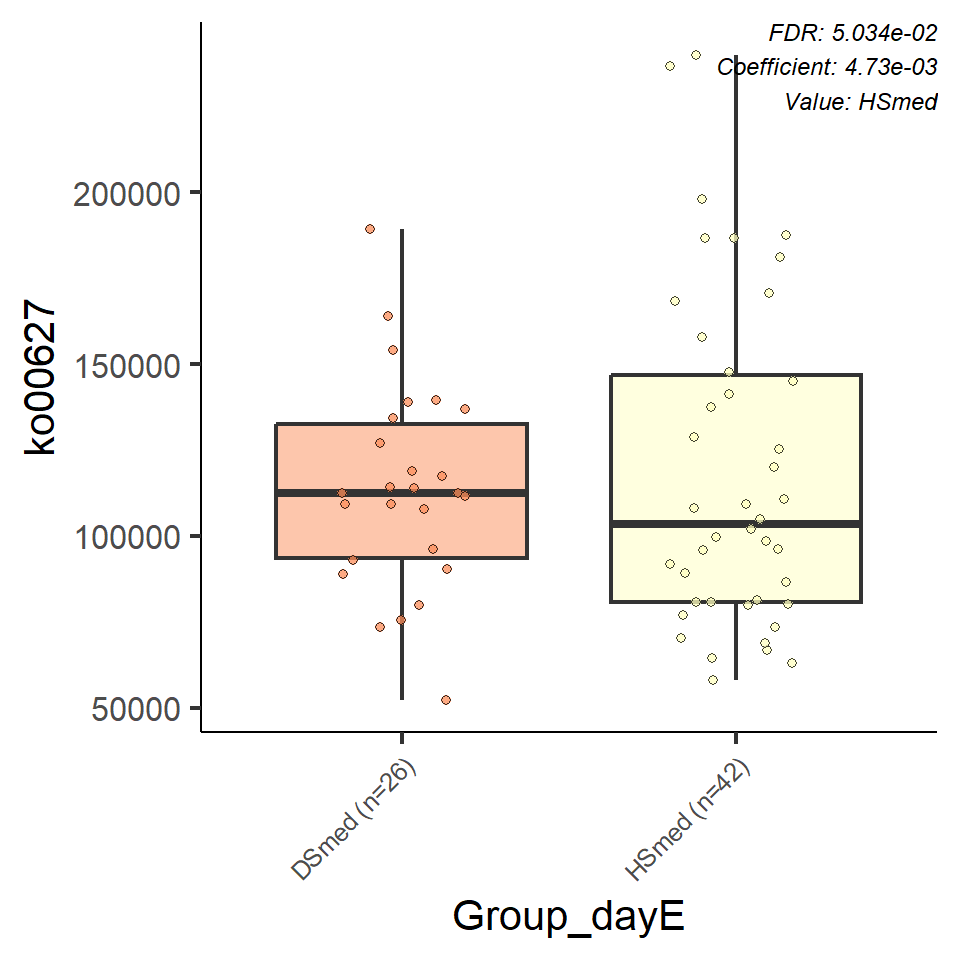 FDR: 5.034e-02
Coefficient: 4.73e-03
Value: HSmed
ko00627
200000
150000
100000
50000
DSmed (n=26)
HSmed (n=42)
Group_dayE